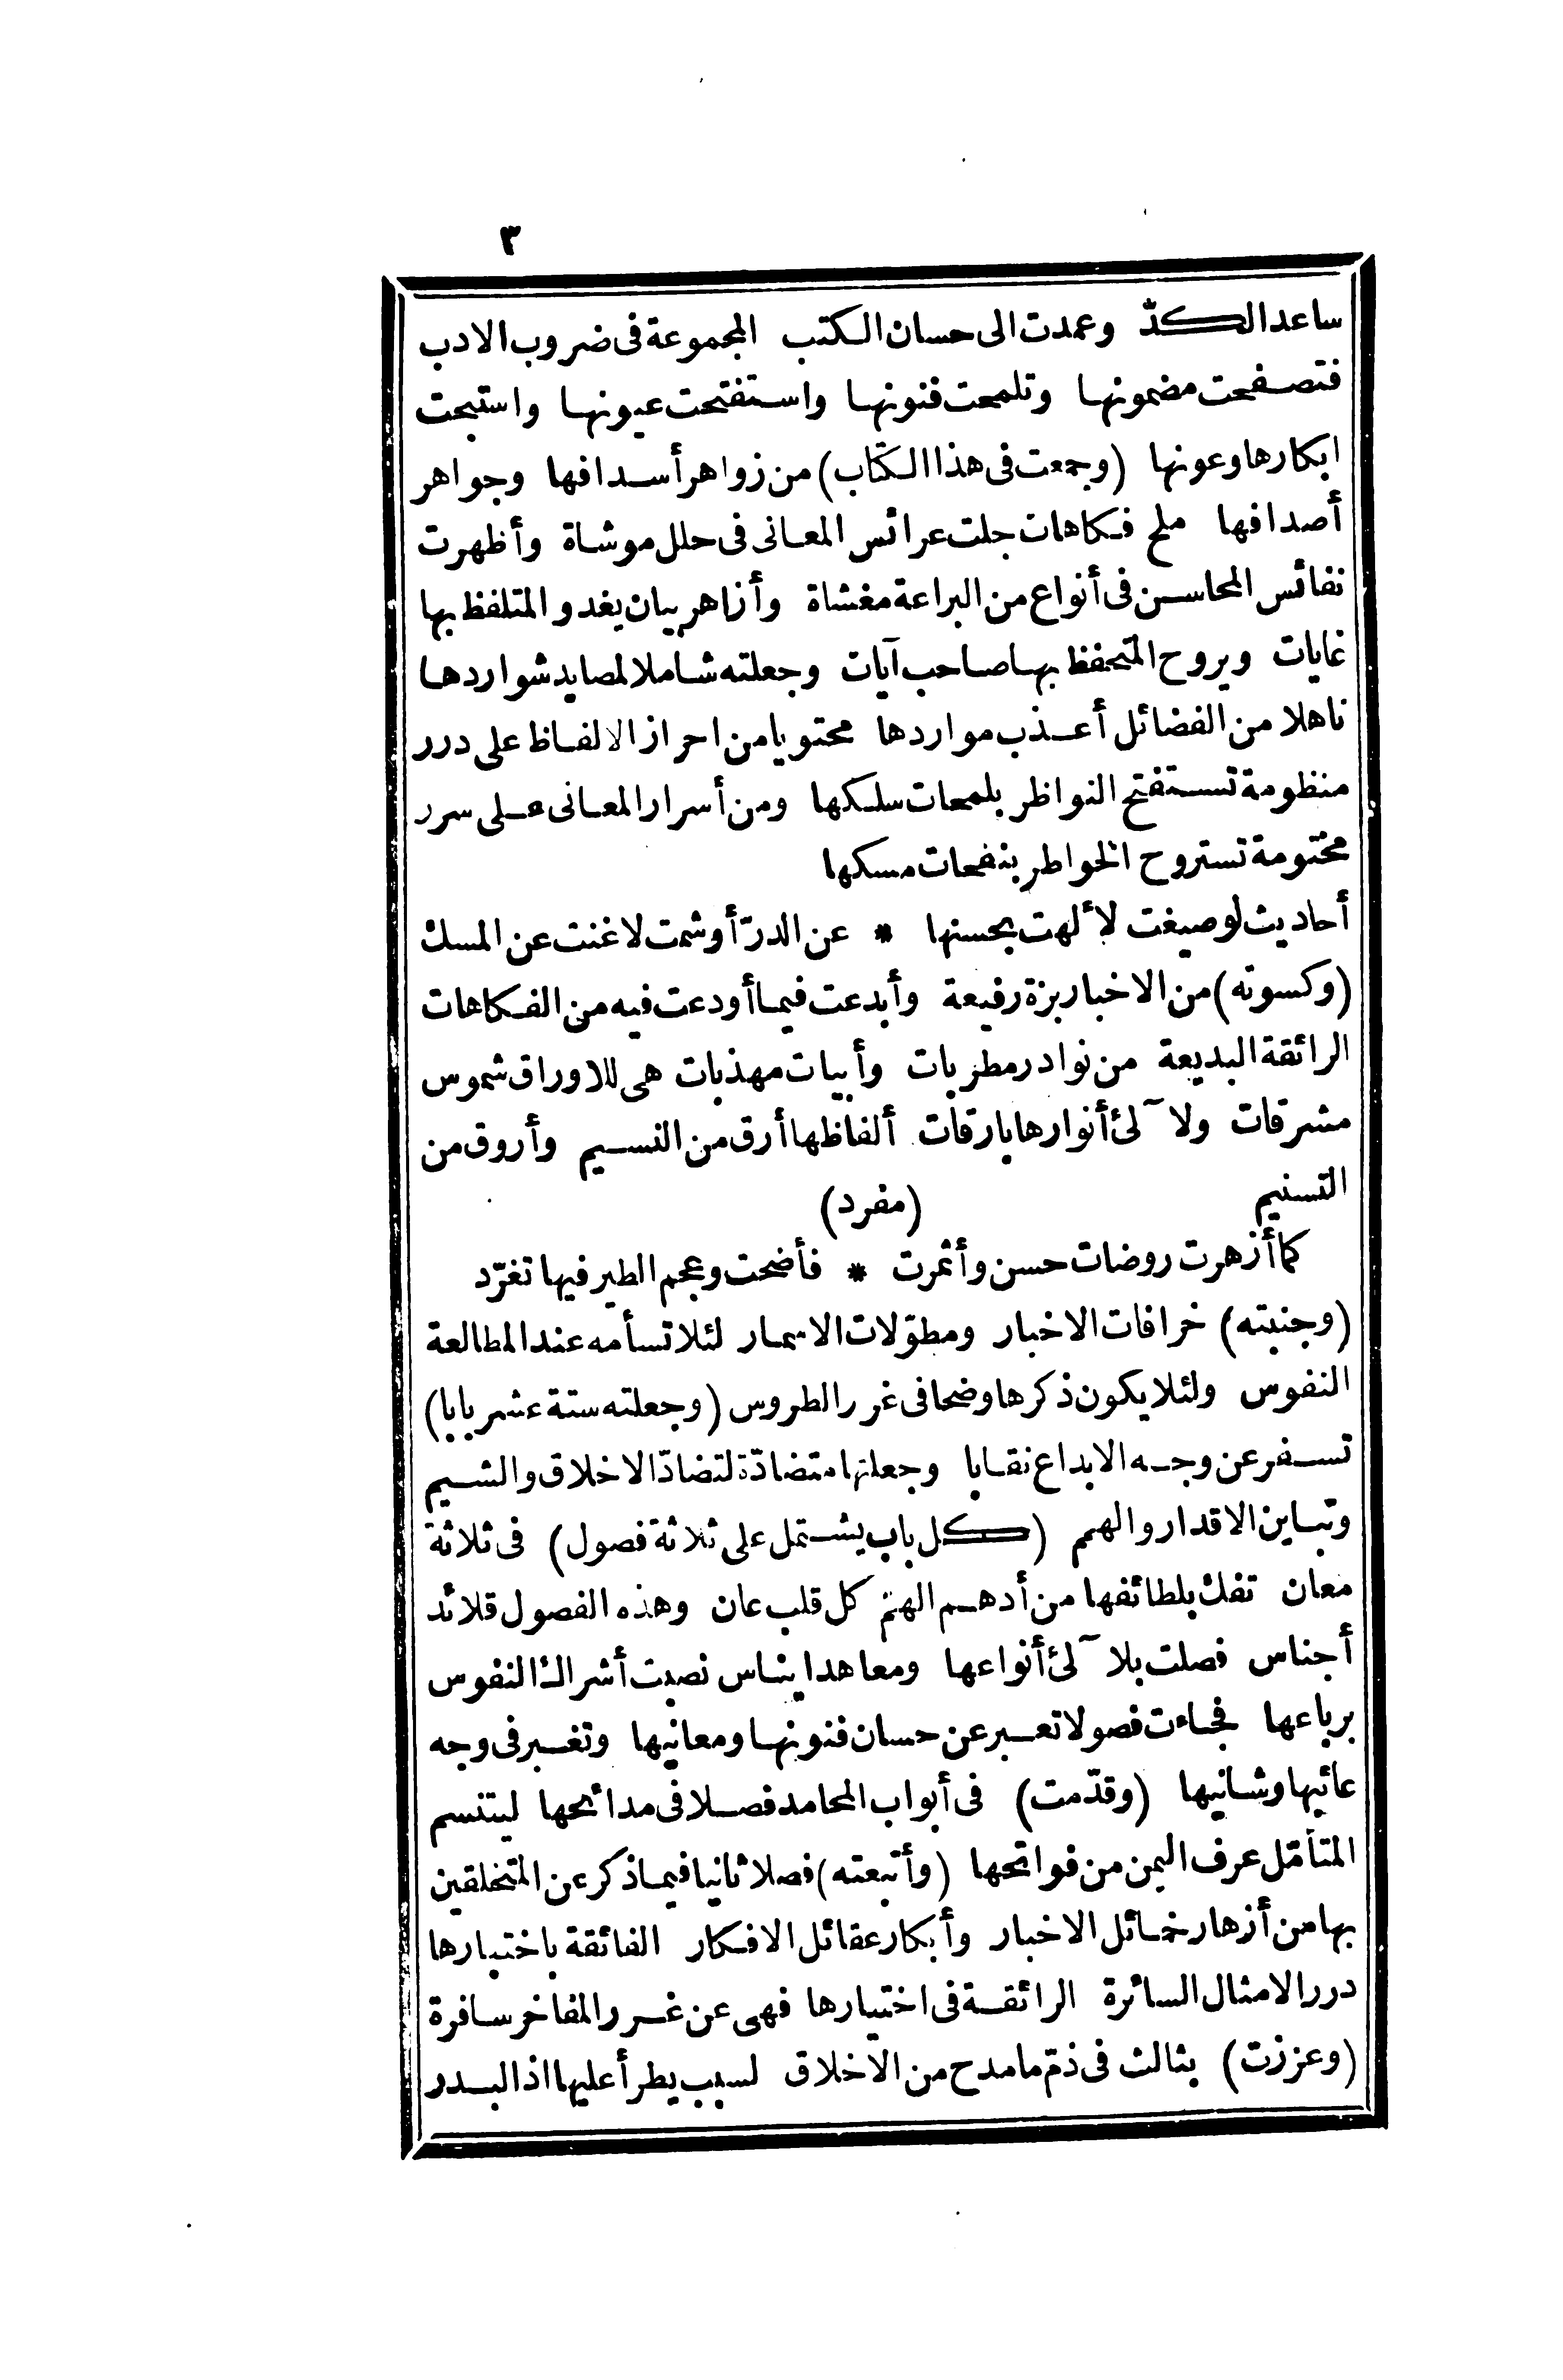 ٣
ساعد الكدّ وعمدت الى حسان الكتب المجموعة فى ضروب الادب
فتصفحت مضمونها وتلمحت فنونها واستفتحت عيونها واستبحت
ابكارها وعونها (وجمعت فى هذا الكتاب) من زواهر أسدافها وجواهر
أصدافها ملح فكاهات جلت عرائس المعانى فى حلل موشاة وأظهرت
نفائس المحاسن فى أنواع من البراعة مغشاة وأزاهر بيان يغدو المتلفظ بها
غايات ويروح المتحفظ بها صاحب آيات وجعلته شاملا لمصايد شواردها
ناهلا من الفضائل أعذب مواردها محتويا من احراز الالفاظ على درر
منظومة تستفتح النواظر بلمحات سلكها ومن أسرار المعانى على سرر
مختومة تستروح الخواطر بنفحات مسكها
أحاديث لو صيغت لألهت بحسنها * عن الدرّ أو شمت لاغنت عن المسك
(وكسوته) من الاخبار بزة رفيعة وأبدعت فيما أودعت فيه من الفكاهات
الرائقة البديعة من نوادر مطربات وأبيات مهذبات هى للاوراق شموس
مشرقات ولآلئ أنوارها بارقات ألفاظها أرق من النسيم وأروق من
التسنيم (مفرد)
كما أزهرت روضات حسن وأثمرت * فأضحت وعجم الطير فيها تغرّد
(وجنبته) خرافات الاخبار ومطوّلات الاسمار لئلا تسأمه عند المطالعة
النفوس ولئلا يكون ذكرها وضحا فى غرر الطروس (وجعلته ستة عشر بابا)
تسفر عن وجه الابداع نقابا وجعلتها متضادّة لتضادّ الاخلاق والشيم
وتباين الاقدار والهمم (كل باب يشتمل على ثلاثة فصول) فى ثلاثة
معان تفك بلطائفها من أدهم الهمّ كل قلب عان وهذه الفصول قلائد
أجناس فصلت بلآلئ أنواعها ومعاهد ايناس نصبت أشراك النفوس
برباعها فجاءت فصولا تعبر عن حسان فنونها ومعانيها وتغبر فى وجه
عائبها وشانيها (وقدّمت) فى أبواب المحامد فصلا فى مدائحها ليتنسم
المتأمّل عرف اليمن من فواتحها (وأتبعته) فصلا ثانيا فيما ذكر عن المتخلقين
بها من أزهار خمائل الاخبار وأبكار عقائل الافكار الفائقة باختبارها
درر الامثال السائرة الرائقة فى اختيارها فهى عن غرر المفاخر سافرة
(وعززت) بثالث فى ذمّ ما مدح من الاخلاق لسبب يطرأ عليها اذ البدر